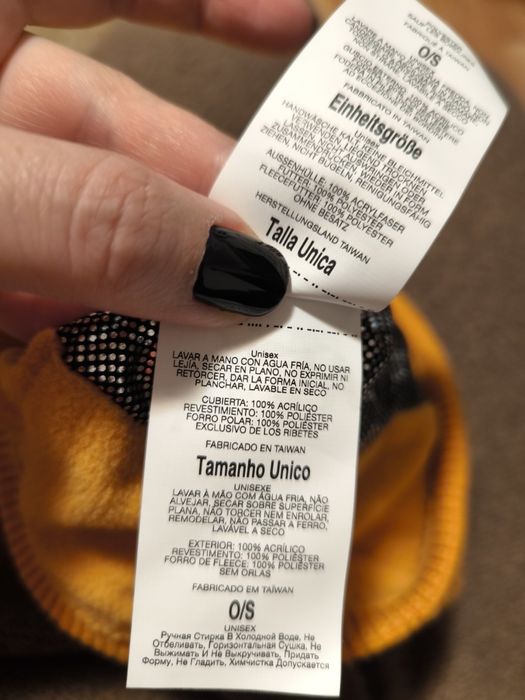 O/S
FABBRICATO IN TAIWAN
Einheitsgröße
Unisex
HANDWÄSCHE KALT, KEINE BLEICHMITTEL
AUSSENHÜLLE: 100% ACRYLFASER
FUTTER: 100% POLYESTER
FLEECEFUTTER: 100% POLYESTER
OHNE BESATZ
HERSTELLUNGSLAND TAIWAN
Talla Unica
Unisex
LAVAR A MANO CON AGUA FRÍA, NO USAR
LEJÍA, SECAR EN PLANO, NO EXPRIMIR NI
RETORCER, DAR LA FORMA INICIAL, NO
PLANCHAR, LAVABLE EN SECO
CUBIERTA: 100% ACRÍLICO
REVESTIMIENTO: 100% POLIÉSTER
FORRO POLAR: 100% POLIÉSTER
EXCLUSIVO DE LOS RIBETES
FABRICADO EN TAIWAN
Tamanho Unico
UNISEXE
LAVAR À MÃO COM ÁGUA FRIA, NÃO
ALVEJAR, SECAR SOBRE SUPERFÍCIE
PLANA, NÃO TORCER NEM ENROLAR,
REMODELAR, NÃO PASSAR A FERRO,
LAVÁVEL A SECO
EXTERIOR: 100% ACRÍLICO
REVESTIMENTO: 100% POLIÉSTER
FORRO DE FLEECE: 100% POLIÉSTER
SEM ORLAS
FABRICADO EM TAÏWAN
O/S
UNISEX
Ручная Стирка В Холодной Воде, Не
Отбеливать, Горизонтальная Сушка, Не
Выжимать И Не Выкручивать, Придать
Форму, Не Гладить, Химчистка Допускается